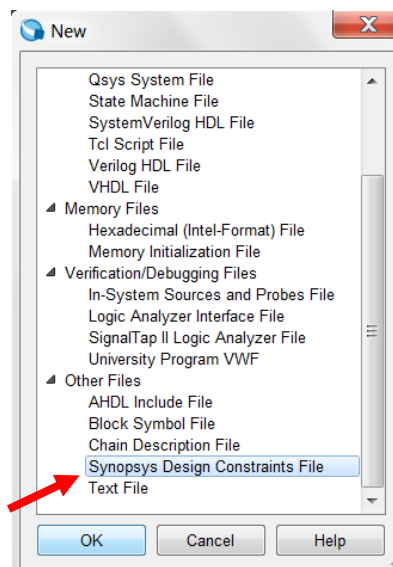 New
Qsys System File
State Machine File
SystemVerilog HDL File
Tcl Script File
Verilog HDL File
VHDL File
Memory Files
Hexadecimal (Intel-Format) File
Memory Initialization File
Verification/Debugging Files
In-System Sources and Probes File
Logic Analyzer Interface File
SignalTap II Logic Analyzer File
University Program VWF
Other Files
AHDL Include File
Block Symbol File
Chain Description File
Synopsys Design Constraints File
Text File
OK Cancel Help